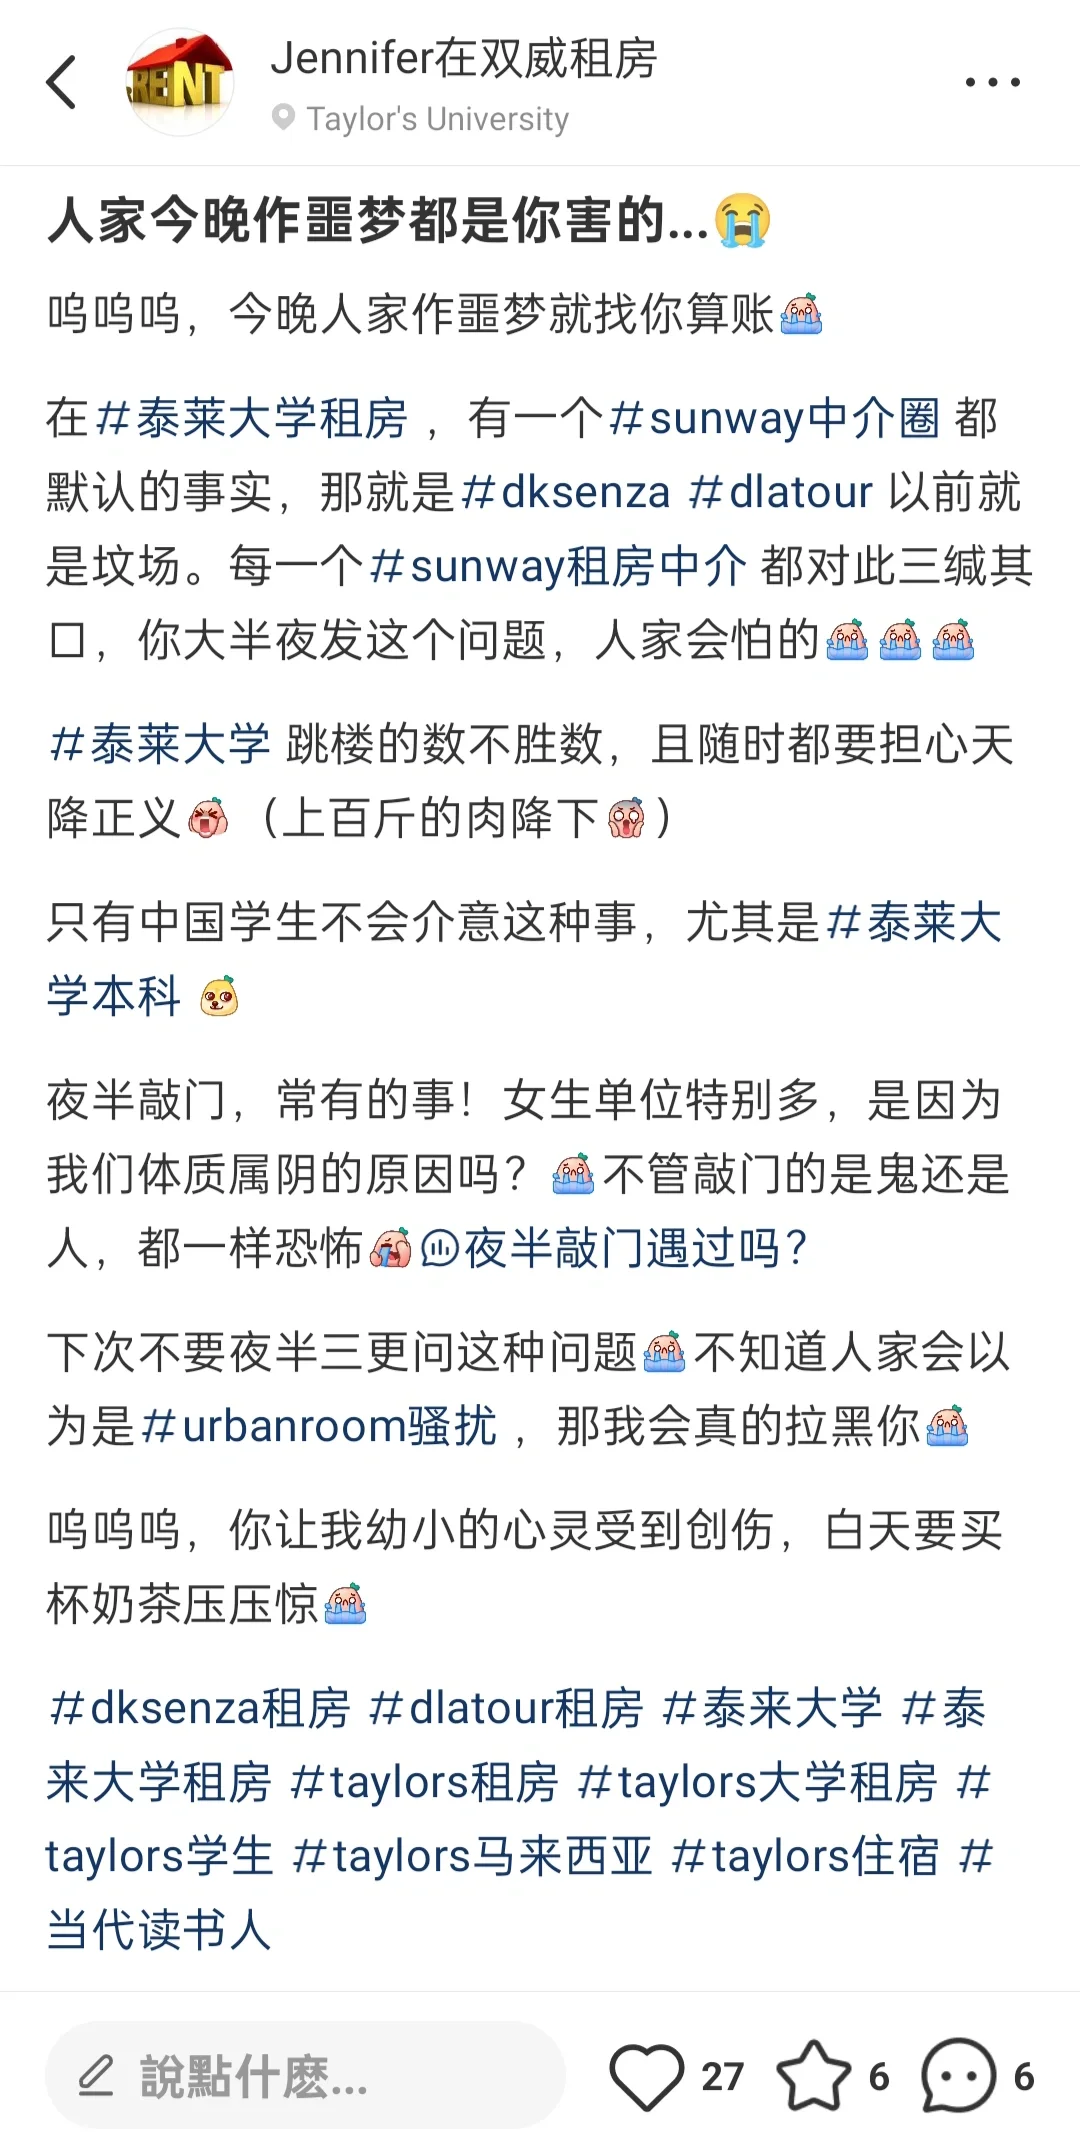 RENT
Jennifer在双威租房
Taylor's University
人家今晚作噩梦都是你害的...😭
呜呜呜，今晚人家作噩梦就找你算账
在#泰莱大学租房 ，有一个#sunway中介圈 都
默认的事实，那就是#dksenza #dlatour 以前就
是坟场。每一个#sunway租房中介 都对此三缄其
口，你大半夜发这个问题，人家会怕的
#泰莱大学 跳楼的数不胜数，且随时都要担心天
降正义（上百斤的肉降下）
只有中国学生不会介意这种事，尤其是#泰莱大
学本科
夜半敲门，常有的事！女生单位特别多，是因为
我们体质属阴的原因吗？不管敲门的是鬼还是
人，都一样恐怖夜半敲门遇过吗？
下次不要夜半三更问这种问题不知道人家会以
为是#urbanroom骚扰 ，那我会真的拉黑你
呜呜呜，你让我幼小的心灵受到创伤，白天要买
杯奶茶压压惊
#dksenza租房 #dlatour租房 #泰来大学 #泰
来大学租房 #taylors租房 #taylors大学租房 #
taylors学生 #taylors马来西亚 #taylors住宿 #
当代读书人
說點什麽...
27
6
6